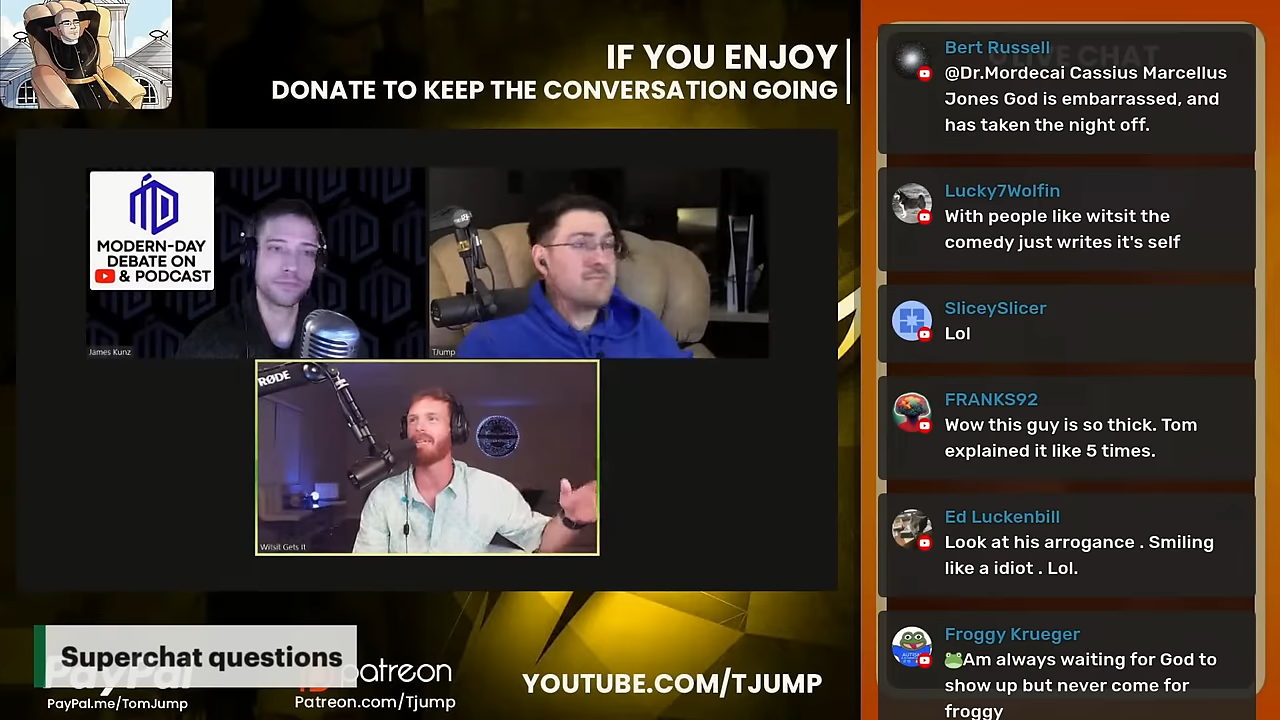 IF YOU ENJOY
DONATE TO KEEP THE CONVERSATION GOING
MODERN-DAY
DEBATE ON
& PODCAST
James Kunz
TJump
RØDE
Witsit Gets It
Superchat questions
PayPal
PayPal.me/TomJump
patreon
Patreon.com/Tjump
YOUTUBE.COM/TJUMP
LIVE CHAT
Bert Russell
@Dr.Mordecai Cassius Marcellus
Jones God is embarrassed, and
has taken the night off.
Lucky7Wolfin
With people like witsit the
comedy just writes it's self
SliceySlicer
Lol
FRANKS92
Wow this guy is so thick. Tom
explained it like 5 times.
Ed Luckenbill
Look at his arrogance . Smiling
like a idiot . Lol.
Froggy Krueger
🐸Am always waiting for God to
show up but never come for
froggy